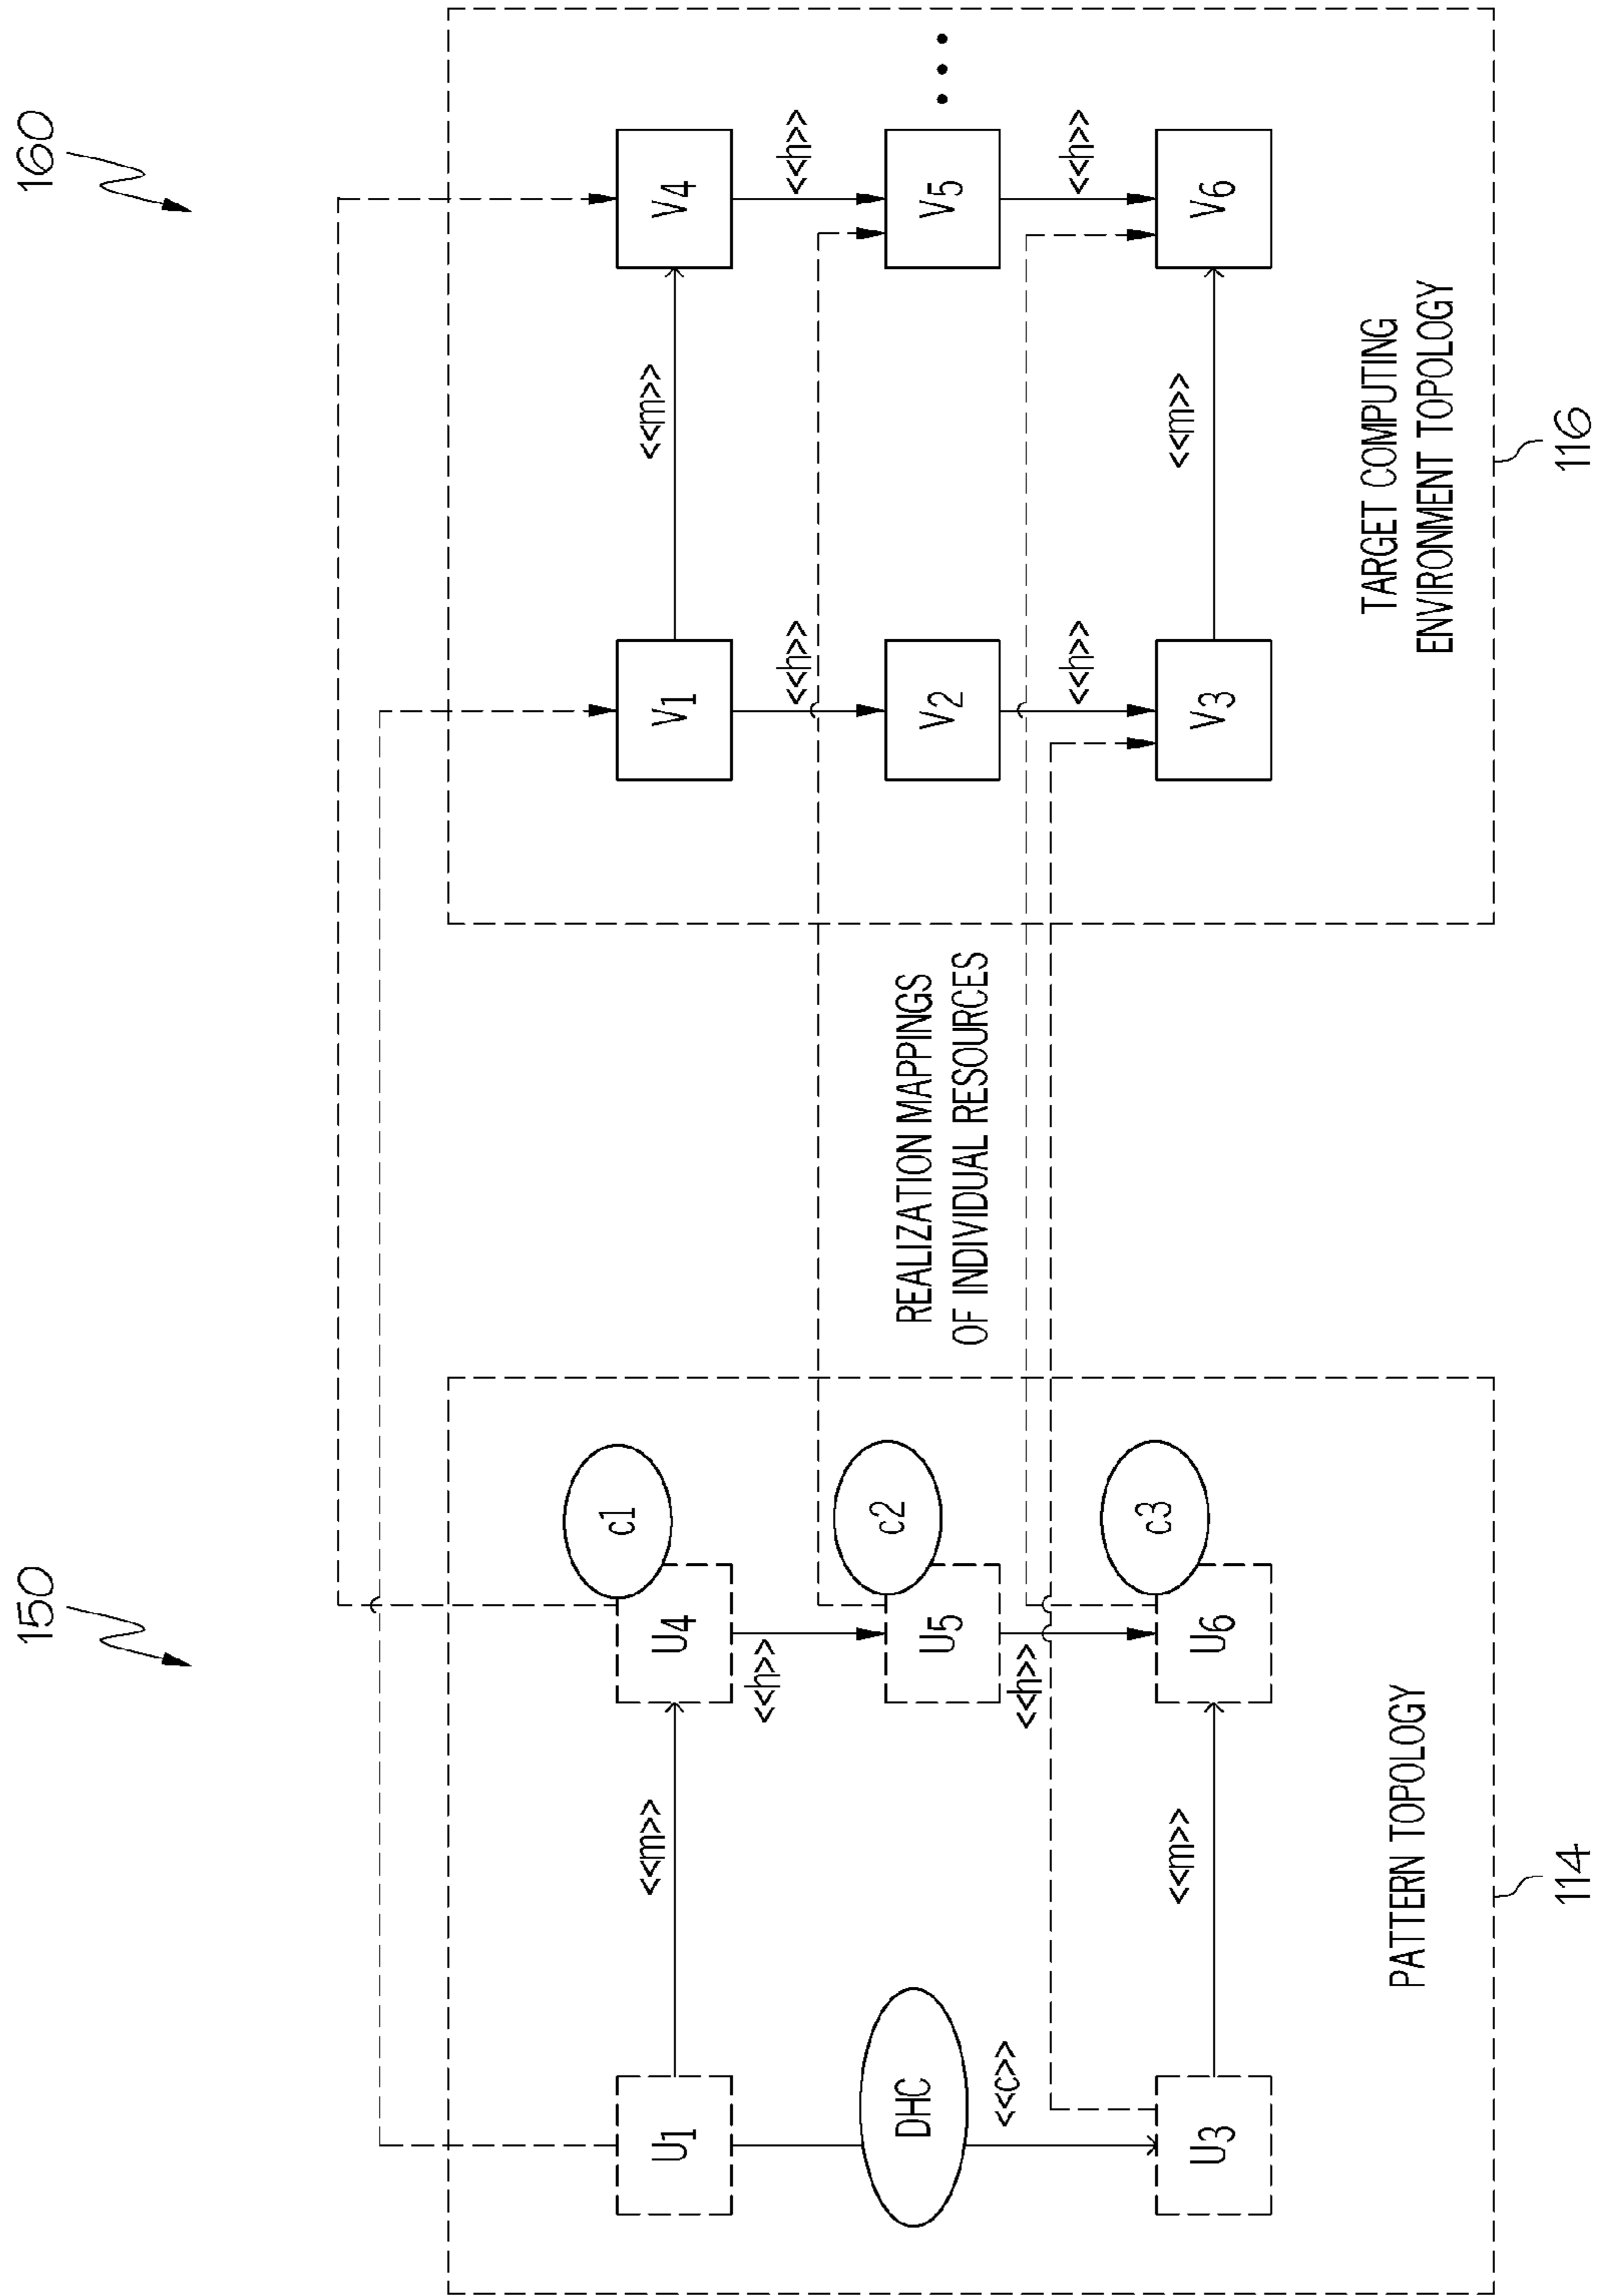 150
160
U1
<<m>>
U4
c1
<<h>>
DHC
<<c>>
U5
c2
<<h>>
U3
<<m>>
U6
c3
PATTERN TOPOLOGY
114
REALIZATION MAPPINGS
OF INDIVIDUAL RESOURCES
V1
<<m>>
V4
<<h>>
<<h>>
V2
V5
• • •
<<h>>
<<h>>
V3
<<m>>
V6
TARGET COMPUTING
ENVIRONMENT TOPOLOGY
116